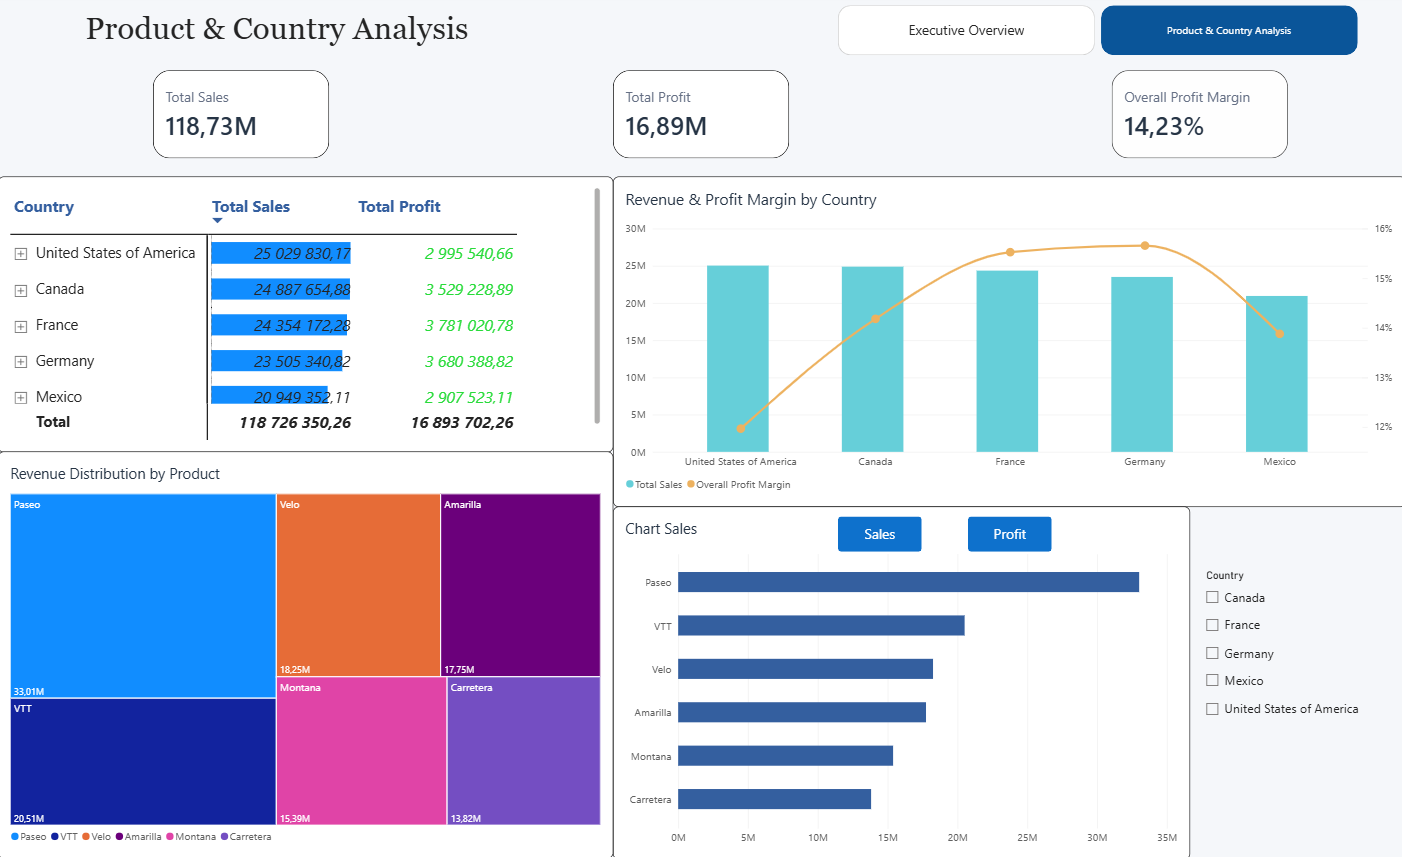 Product & Country Analysis
Executive Overview
Product & Country Analysis
Total Sales
118,73M
Total Profit
16,89M
Overall Profit Margin
14,23%
Country Total Sales Total Profit
United States of America 25 029 830,17 2 995 540,66
Canada 24 887 654,88 3 529 228,89
France 24 354 172,28 3 781 020,78
Germany 23 505 340,82 3 680 388,82
Mexico 20 949 352,11 2 907 523,11
Total 118 726 350,26 16 893 702,26
Revenue & Profit Margin by Country
30M 16%
25M 15%
20M
15M 14%
10M 13%
5M 12%
0M
United States of America Canada France Germany Mexico
Total Sales Overall Profit Margin
Revenue Distribution by Product
Paseo
33,01M
VTT
20,51M
Velo
18,25M
Amarilla
17,75M
Montana
15,39M
Carretera
13,82M
Paseo VTT Velo Amarilla Montana Carretera
Chart Sales
Sales
Profit
Paseo
VTT
Velo
Amarilla
Montana
Carretera
0M 5M 10M 15M 20M 25M 30M 35M
Country
Canada
France
Germany
Mexico
United States of America